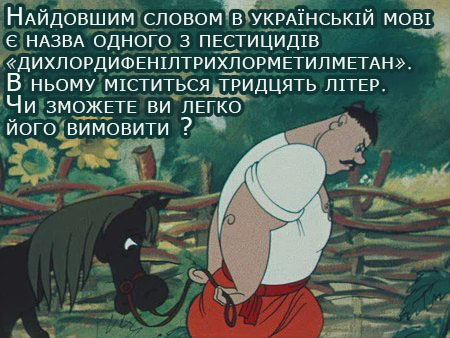 Найдовшим словом в українській мові
є назва одного з пестицидів
«дихлордифенілтрихлорметилметан».
В ньому міститься тридцять літер.
Чи зможете ви легко
його вимовити ?